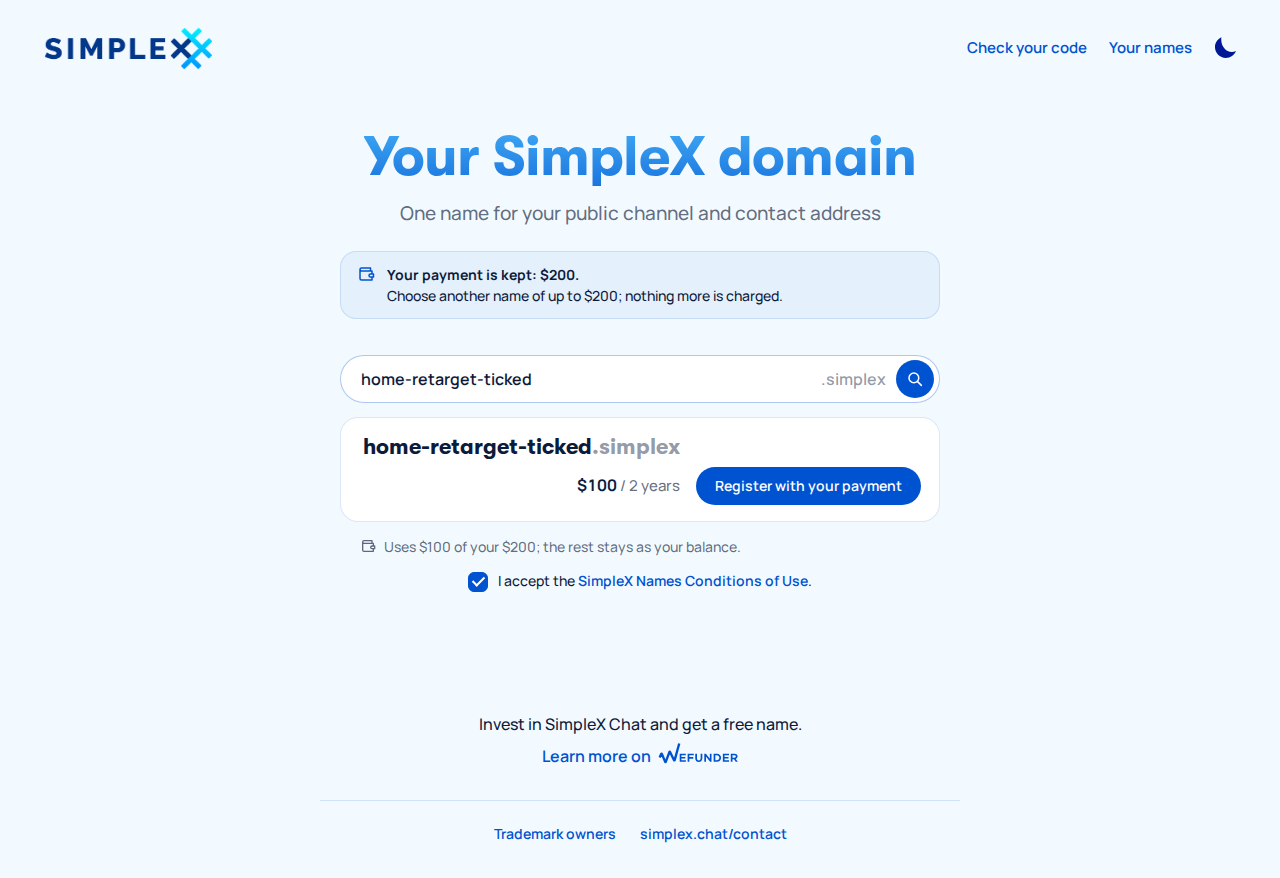 SIMPLEX
Check your code
Your names
Your SimpleX domain
One name for your public channel and contact address
Your payment is kept: $200.
Choose another name of up to $200; nothing more is charged.
home-retarget-ticked
.simplex
home-retarget-ticked.simplex
$100 / 2 years
Register with your payment
Uses $100 of your $200; the rest stays as your balance.
I accept the SimpleX Names Conditions of Use.
Invest in SimpleX Chat and get a free name.
Learn more on WEFUNDER
Trademark owners
simplex.chat/contact